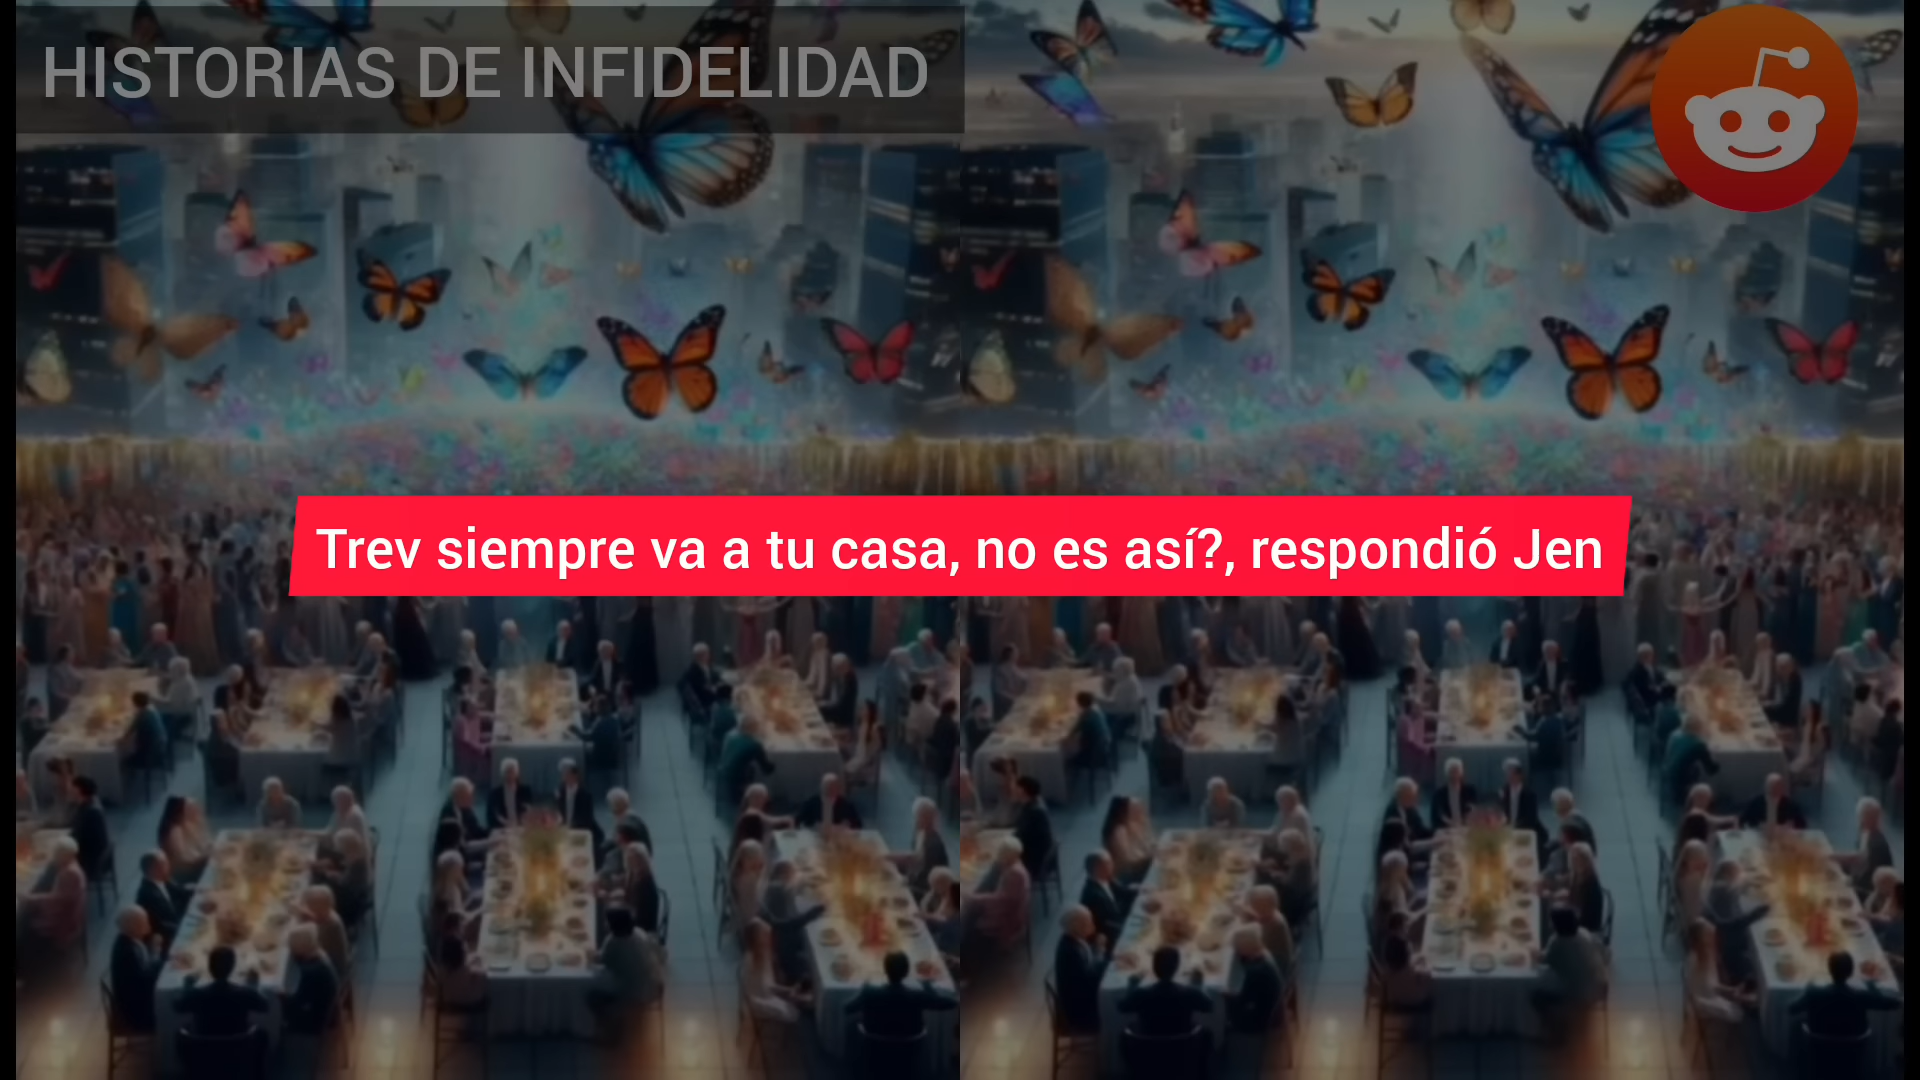 HISTORIAS DE INFIDELIDAD
Trev siempre va a tu casa, no es así?, respondió Jen